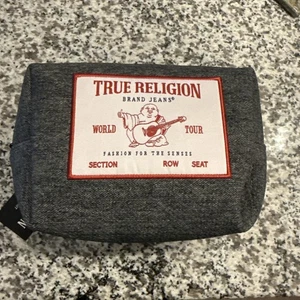 TRUE RELIGION
BRAND JEANS®
WORLD TOUR
FASHION FOR THE SENSES
SECTION ROW SEAT